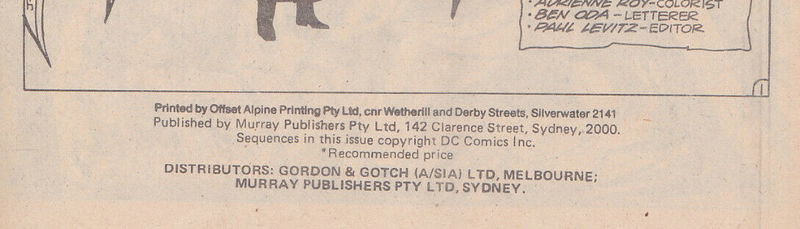 • ADRIENNE ROY-COLORIST
• BEN ODA - LETTERER
• PAUL LEVITZ - EDITOR
1
Printed by Offset Alpine Printing Pty Ltd, cnr Wetherill and Derby Streets, Silverwater 2141
Published by Murray Publishers Pty Ltd, 142 Clarence Street, Sydney, 2000.
Sequences in this issue copyright DC Comics Inc.
*Recommended price
DISTRIBUTORS: GORDON & GOTCH (A/SIA) LTD, MELBOURNE;
MURRAY PUBLISHERS PTY LTD, SYDNEY.